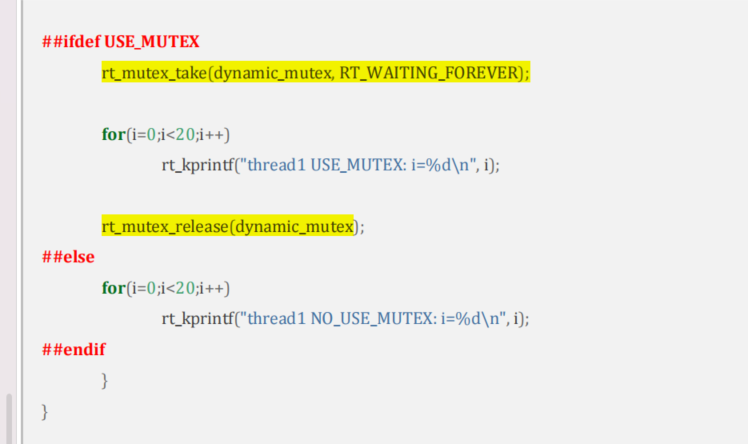 ##ifdef USE_MUTEX
rt_mutex_take(dynamic_mutex, RT_WAITING_FOREVER);
for(i=0;i<20;i++)
rt_kprintf("thread1 USE_MUTEX: i=%d\n", i);
rt_mutex_release(dynamic_mutex);
##else
for(i=0;i<20;i++)
rt_kprintf("thread1 NO_USE_MUTEX: i=%d\n", i);
##endif
}
}